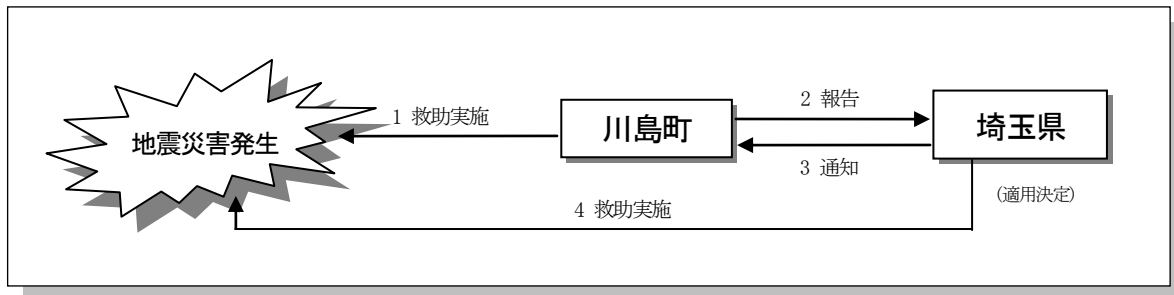 地震災害発生
1 救助実施
川島町
2 報告
3 通知
埼玉県
(適用決定)
4 救助実施